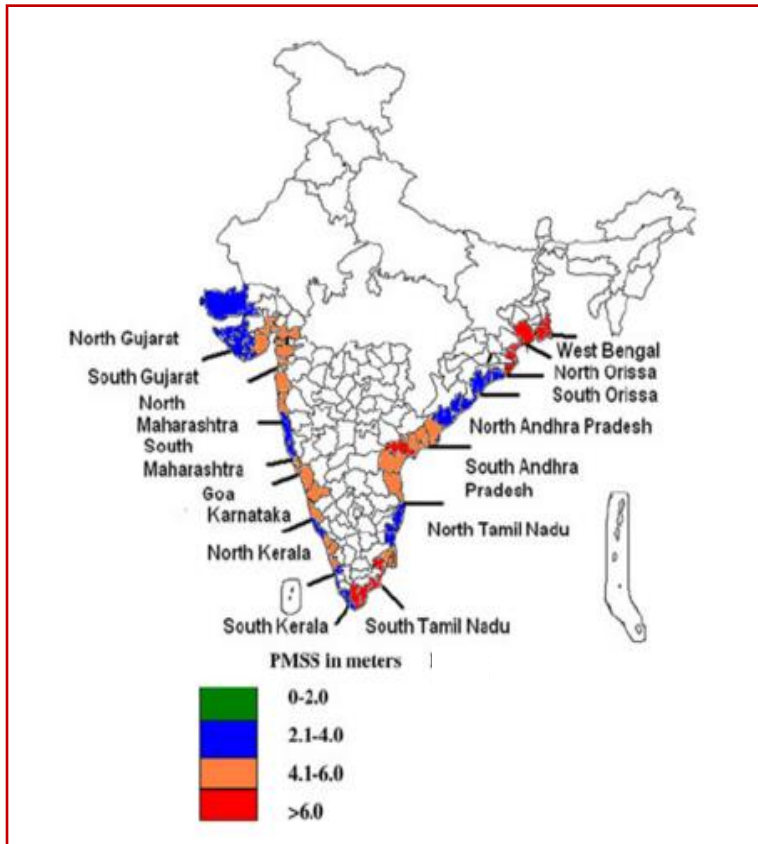 North Gujarat
South Gujarat
North
Maharashtra
South
Maharashtra
Goa
Karnataka
North Kerala
South Kerala
West Bengal
North Orissa
South Orissa
North Andhra Pradesh
South Andhra
Pradesh
North Tamil Nadu
South Tamil Nadu
PMSS in meters
0-2.0
2.1-4.0
4.1-6.0
>6.0